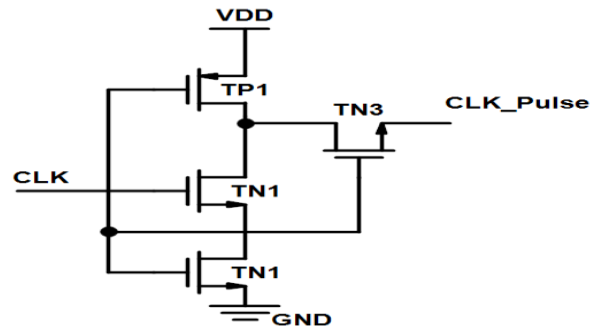 VDD
TP1
TN3
CLK_Pulse
CLK
TN1
TN1
GND